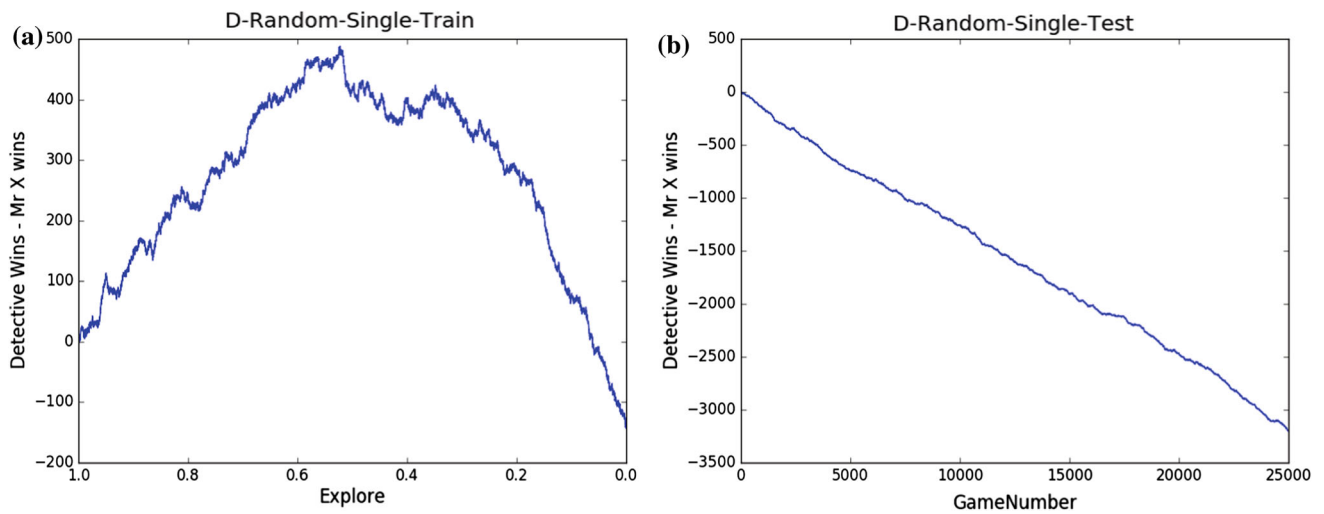 (a)
D-Random-Single-Train
Detective Wins - Mr X wins
500
400
300
200
100
0
−100
−200
1.0 0.8 0.6 0.4 0.2 0.0
Explore
(b)
D-Random-Single-Test
Detective Wins - Mr X wins
500
0
−500
−1000
−1500
−2000
−2500
−3000
−3500
0 5000 10000 15000 20000 25000
GameNumber